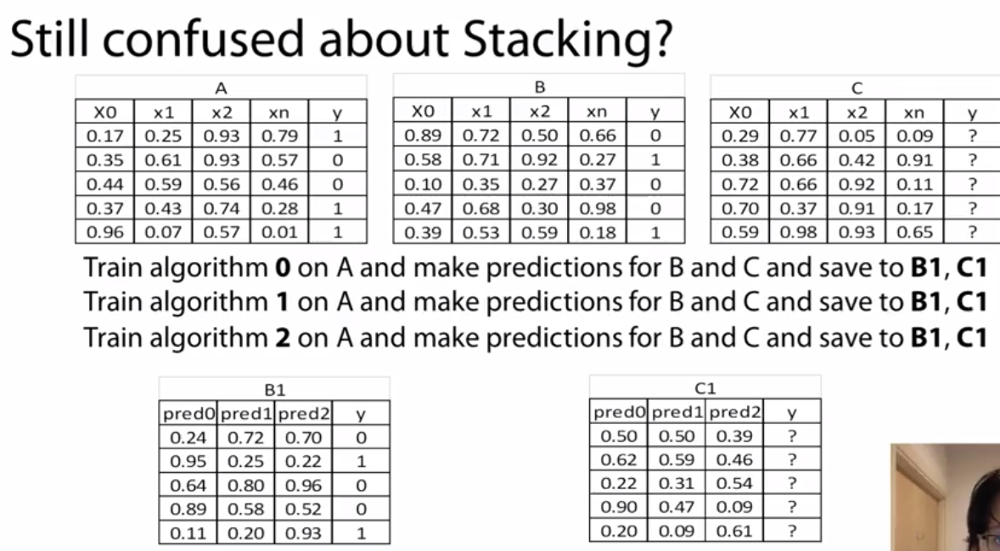 Still confused about Stacking?
A
X0 x1 x2 xn y
0.17 0.25 0.93 0.79 1
0.35 0.61 0.93 0.57 0
0.44 0.59 0.56 0.46 0
0.37 0.43 0.74 0.28 1
0.96 0.07 0.57 0.01 1
B
X0 x1 x2 xn y
0.89 0.72 0.50 0.66 0
0.58 0.71 0.92 0.27 1
0.10 0.35 0.27 0.37 0
0.47 0.68 0.30 0.98 0
0.39 0.53 0.59 0.18 1
C
X0 x1 x2 xn y
0.29 0.77 0.05 0.09 ?
0.38 0.66 0.42 0.91 ?
0.72 0.66 0.92 0.11 ?
0.70 0.37 0.91 0.17 ?
0.59 0.98 0.93 0.65 ?
Train algorithm 0 on A and make predictions for B and C and save to B1, C1
Train algorithm 1 on A and make predictions for B and C and save to B1, C1
Train algorithm 2 on A and make predictions for B and C and save to B1, C1
B1
pred0 pred1 pred2 y
0.24 0.72 0.70 0
0.95 0.25 0.22 1
0.64 0.80 0.96 0
0.89 0.58 0.52 0
0.11 0.20 0.93 1
C1
pred0 pred1 pred2 y
0.50 0.50 0.39 ?
0.62 0.59 0.46 ?
0.22 0.31 0.54 ?
0.90 0.47 0.09 ?
0.20 0.09 0.61 ?